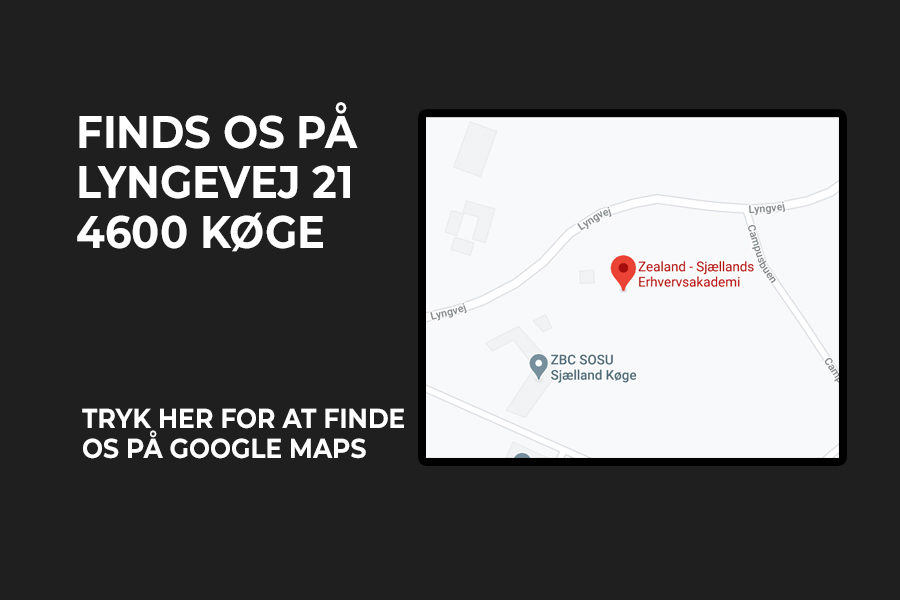 FINDS OS PÅ
LYNGEVEJ 21
4600 KØGE
TRYK HER FOR AT FINDE
OS PÅ GOOGLE MAPS
Lyngvej
Lyngvej
Campusbuen
Zealand - Sjællands
Erhvervsakademi
Lyngvej
ZBC SOSU
Sjælland Køge
Camp